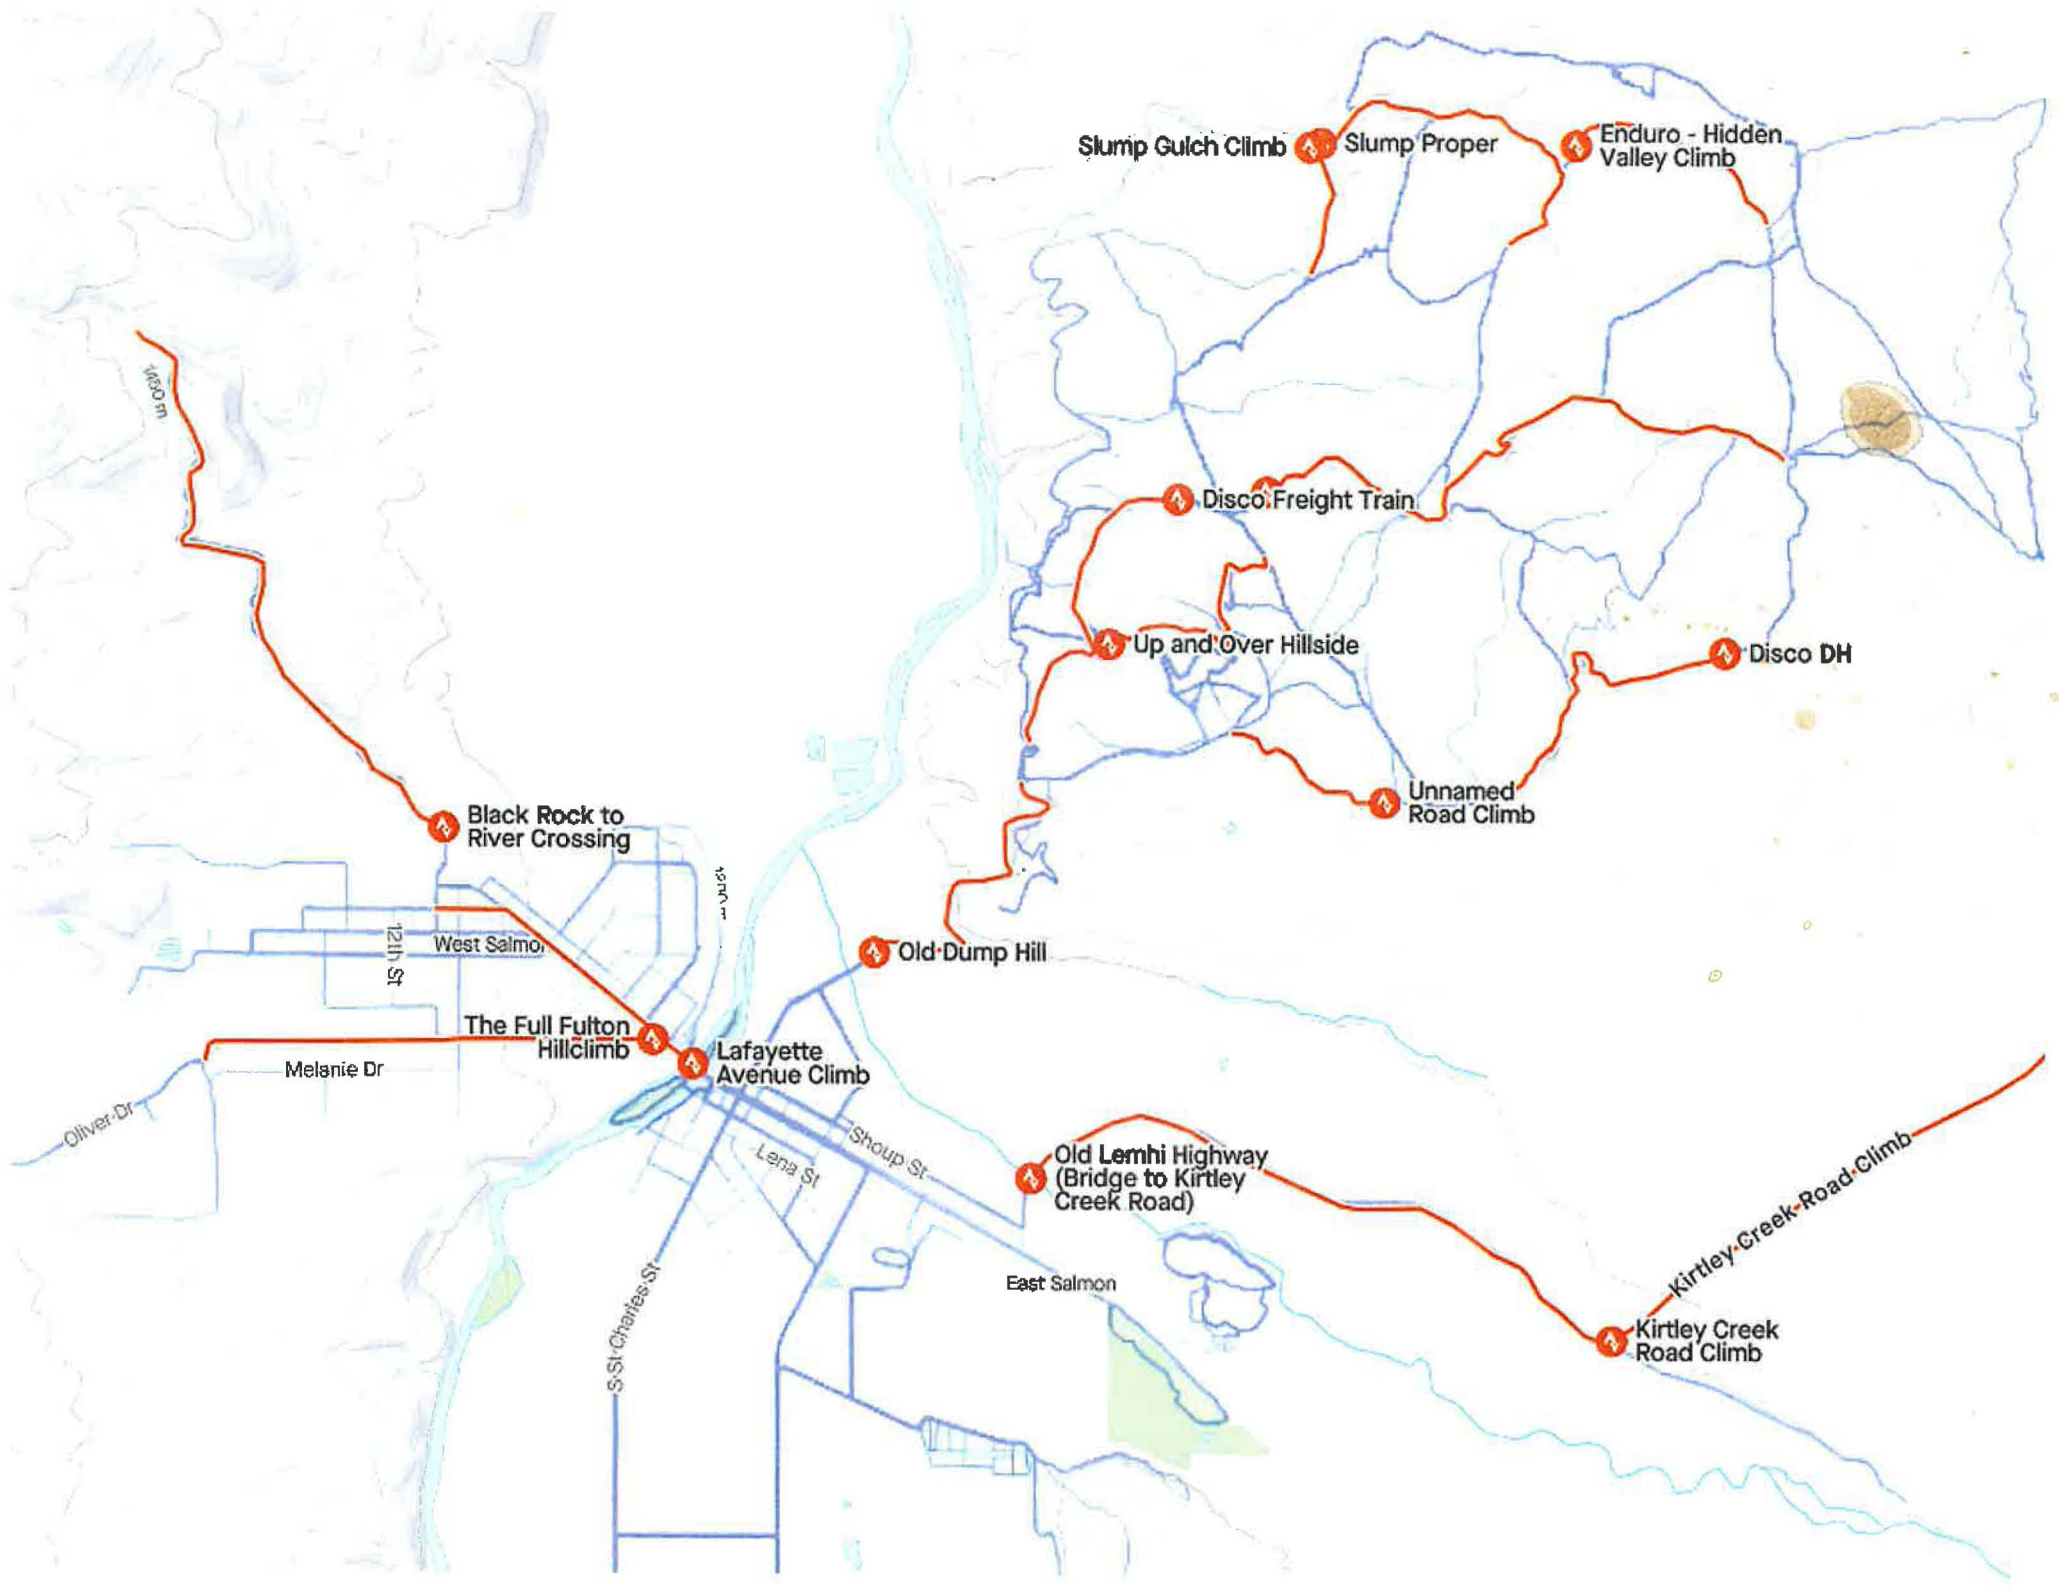 Slump Gulch Climb
Slump Proper
Enduro - Hidden
Valley Climb
Disco
Freight Train
Up and Over Hillside
Disco DH
Unnamed
Road Climb
Black Rock to
River Crossing
12th St
West Salmon
Old Dump Hill
The Full Fulton
Hillclimb
Melanie Dr
Oliver Dr
Lafayette
Avenue Climb
Shoup St
Lena St
S St Charles St
Old Lemhi Highway
(Bridge to Kirtley
Creek Road)
East Salmon
Kirtley Creek Road Climb
Kirtley Creek
Road Climb